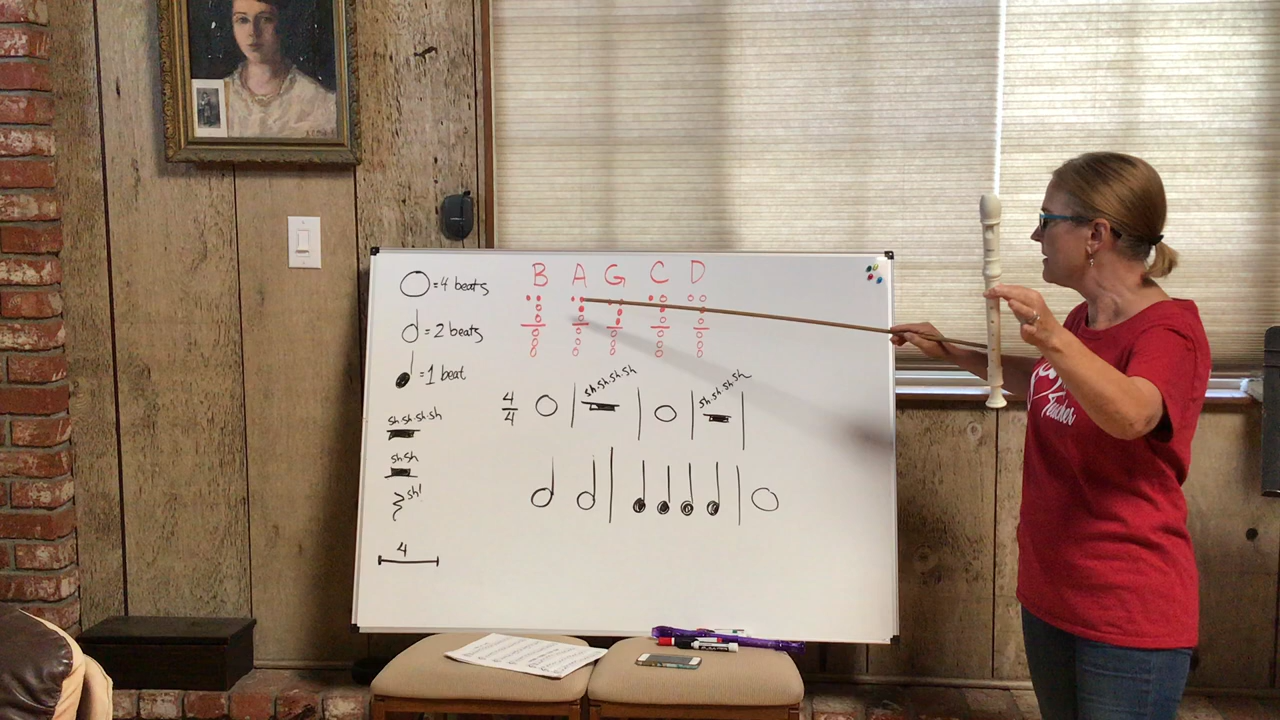 B A G C D
= 4 beats
= 2 beats
= 1 beat
sh sh sh sh
sh sh
sh!
4
4
4
sh.sh.sh.sh
sh.sh.sh.sh
Teacher